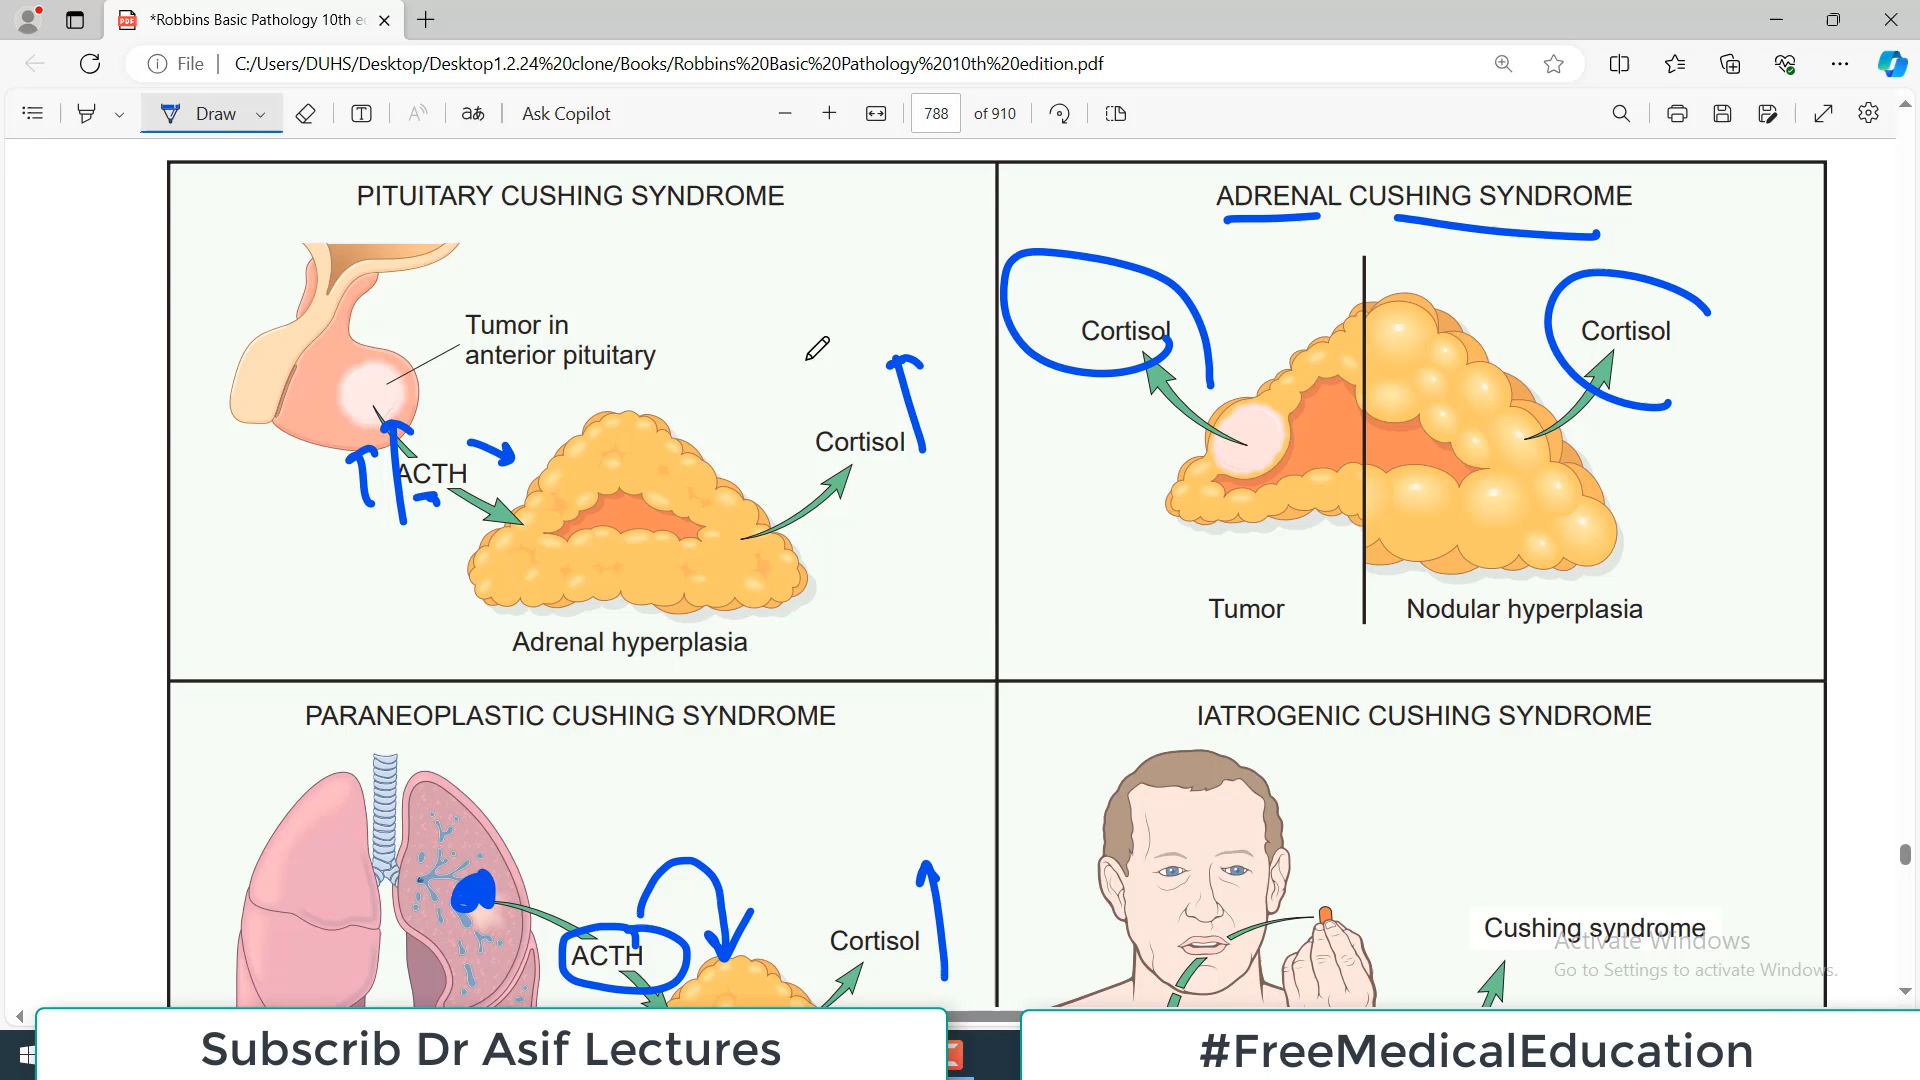 *Robbins Basic Pathology 10th e
File
C:/Users/DUHS/Desktop/Desktop1.2.24%20clone/Books/Robbins%20Basic%20Pathology%2010th%20edition.pdf
Draw
Ask Copilot
788 of 910
PITUITARY CUSHING SYNDROME
Tumor in
anterior pituitary
ACTH
Cortisol
Adrenal hyperplasia
ADRENAL CUSHING SYNDROME
Cortisol
Cortisol
Tumor
Nodular hyperplasia
PARANEOPLASTIC CUSHING SYNDROME
ACTH
Cortisol
IATROGENIC CUSHING SYNDROME
Cushing syndrome
Activate Windows
Go to Settings to activate Windows.
Subscrib Dr Asif Lectures
#FreeMedicalEducation